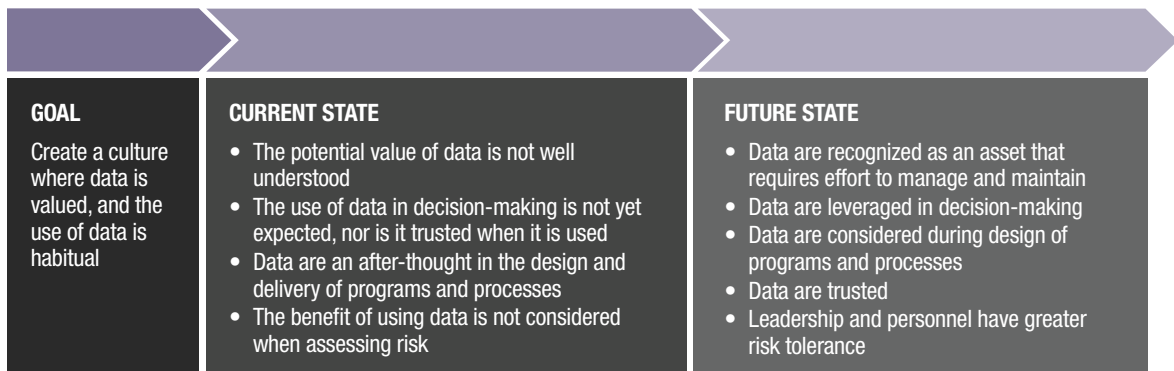 GOAL
Create a culture
where data is
valued, and the
use of data is
habitual
CURRENT STATE
• The potential value of data is not well
understood
• The use of data in decision-making is not yet
expected, nor is it trusted when it is used
• Data are an after-thought in the design and
delivery of programs and processes
• The benefit of using data is not considered
when assessing risk
FUTURE STATE
• Data are recognized as an asset that
requires effort to manage and maintain
• Data are leveraged in decision-making
• Data are considered during design of
programs and processes
• Data are trusted
• Leadership and personnel have greater
risk tolerance